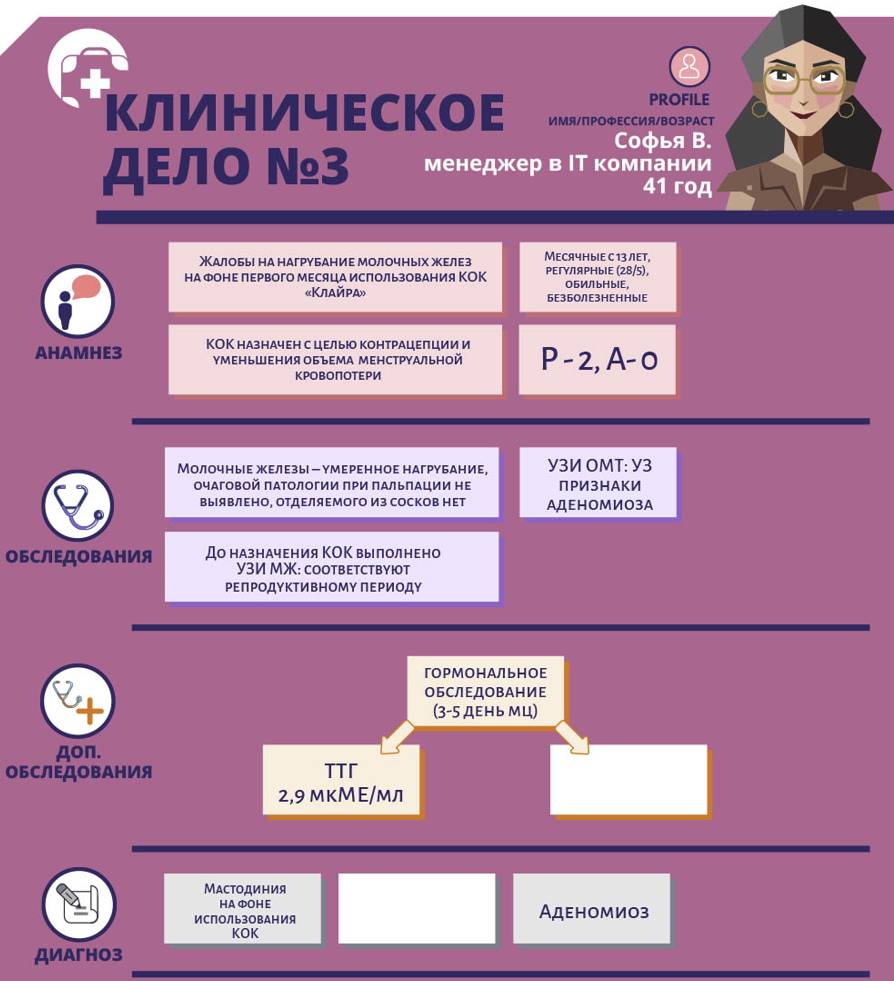 КЛИНИЧЕСКОЕ
ДЕЛО №3
PROFILE
ИМЯ/ПРОФЕССИЯ/ВОЗРАСТ
Софья В.
менеджер в IT компании
41 год
АНАМНЕЗ
Жалобы на нагрубание молочных желез
на фоне первого месяца использования КОК
«Клайра»
Месячные с 13 лет,
регулярные (28/5),
обильные,
безболезненные
КОК назначен с целью контрацепции и
уменьшения объема менструальной
кровопотери
Р - 2, А- 0
ОБСЛЕДОВАНИЯ
Молочные железы – умеренное нагрубание,
очаговой патологии при пальпации не
выявлено, отделяемого из сосков нет
УЗИ ОМТ: УЗ
признаки
аденомиоза
До назначения КОК выполнено
УЗИ МЖ: соответствуют
репродуктивному периоду
ДОП.
ОБСЛЕДОВАНИЯ
гормональное
обследование
(3-5 день МЦ)
ТТГ
2,9 мкМЕ/мл
ДИАГНОЗ
Мастодиния
на фоне
использования
КОК
Аденомиоз